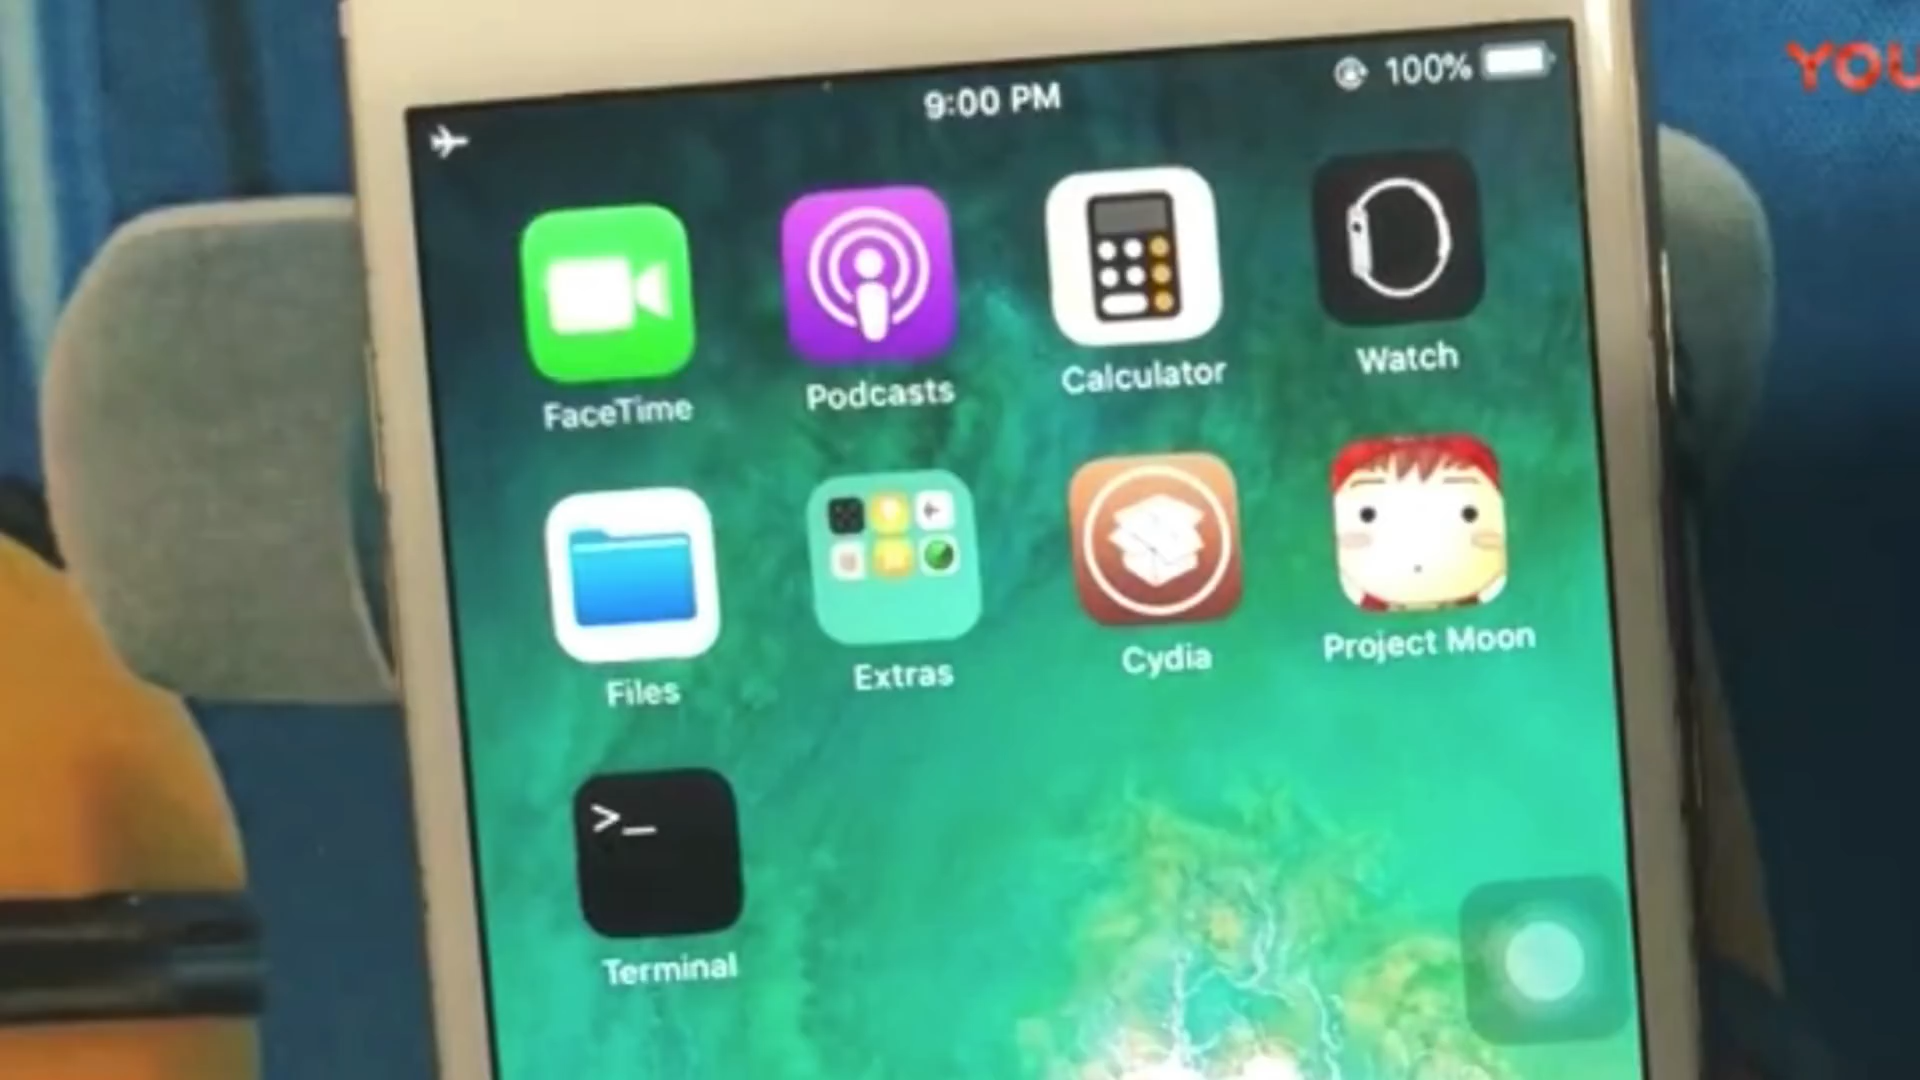 YOU
9:00 PM
100%
FaceTime
Podcasts
Calculator
Watch
Files
Extras
Cydia
Project Moon
>_
Terminal